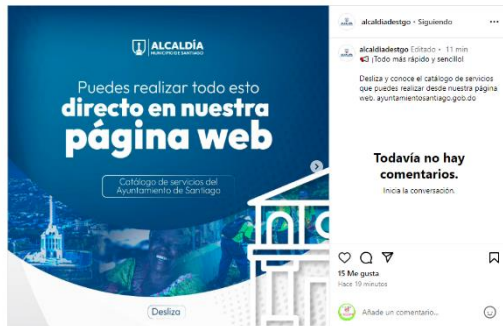 ALCALDÍA
MUNICIPIO DE SANTIAGO
Puedes realizar todo esto
directo en nuestra
página web
Catálogo de servicios del
Ayuntamiento de Santiago
Desliza
alcaldiadestgo • Siguiendo
alcaldiadestgo Editado • 11 min
¡Todo más rápido y sencillo!
Desliza y conoce el catálogo de servicios
que puedes realizar desde nuestra página
web. ayuntamientosantiago.gob.do
Todavía no hay
comentarios.
Inicia la conversación.
15 Me gusta
Hace 19 minutos
Añade un comentario...